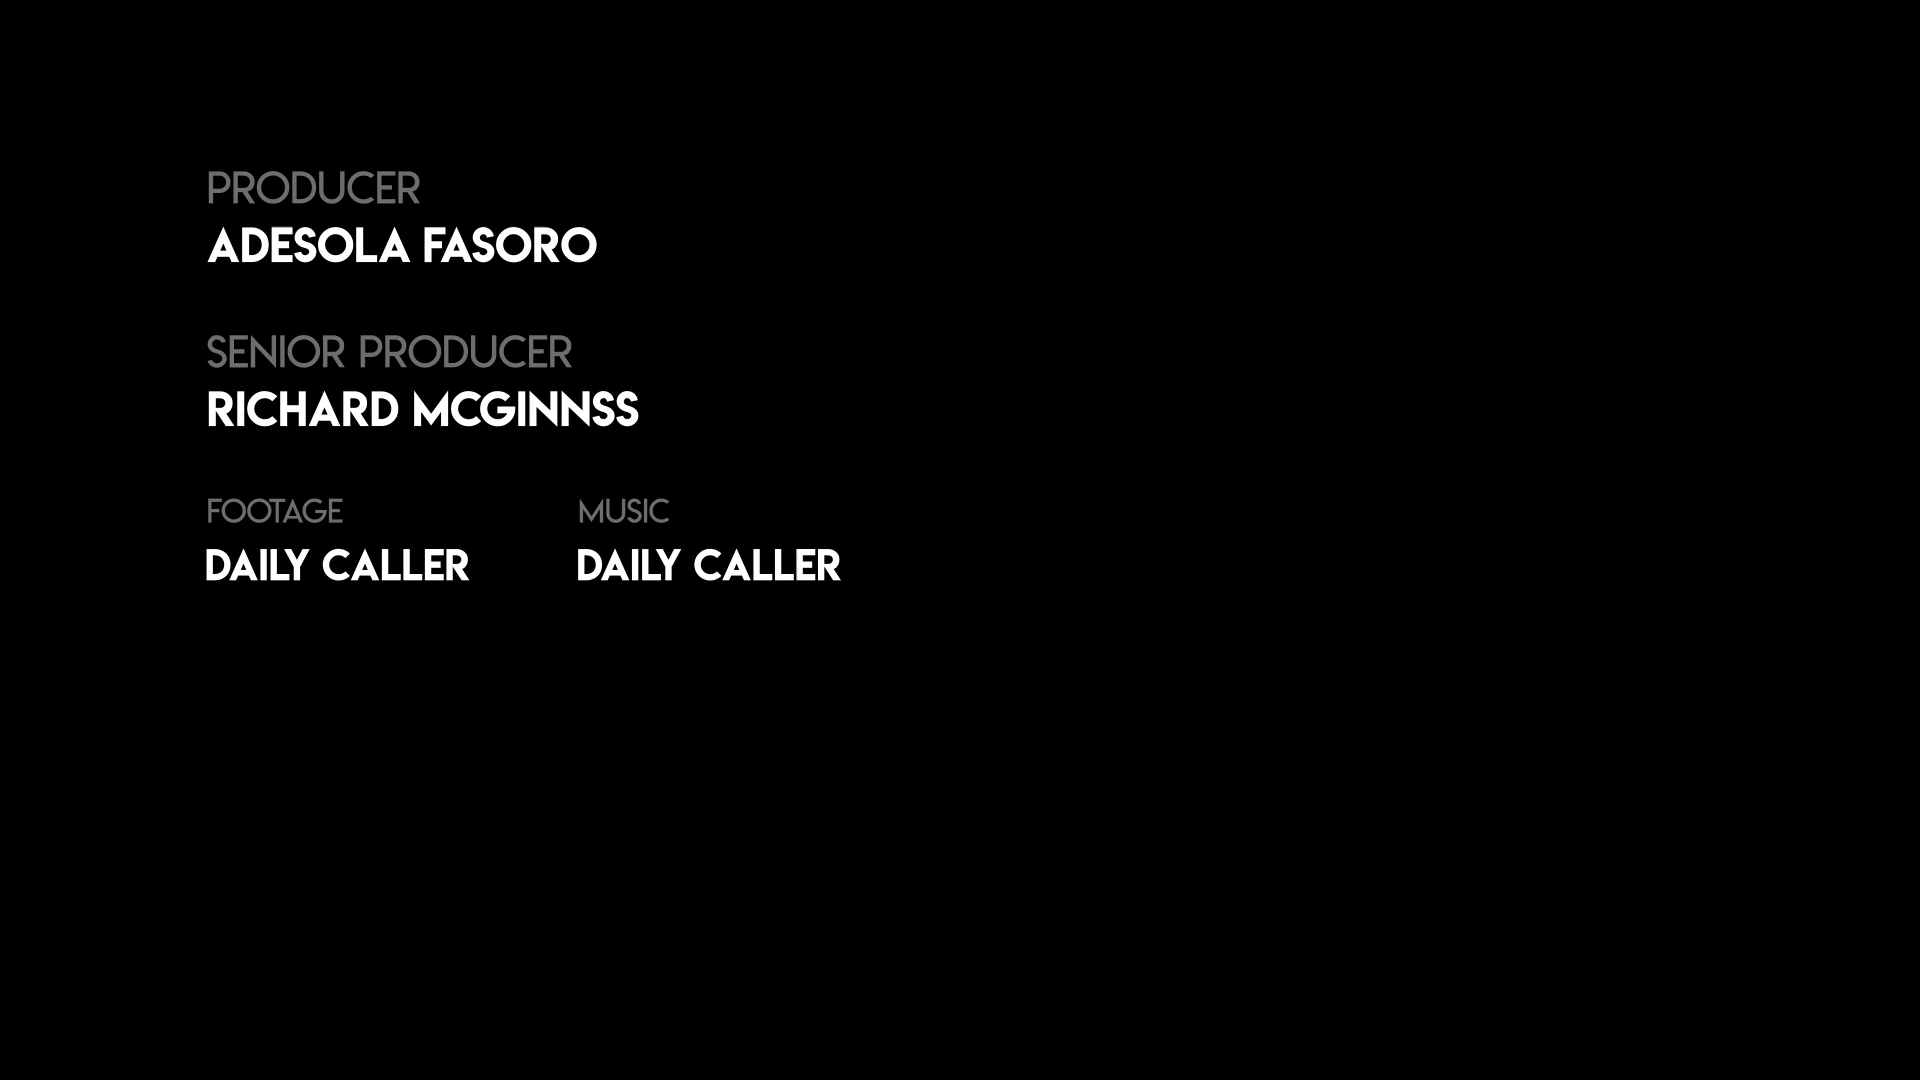 PRODUCER
ADESOLA FASORO
SENIOR PRODUCER
RICHARD MCGINNSS
FOOTAGE
DAILY CALLER
MUSIC
DAILY CALLER